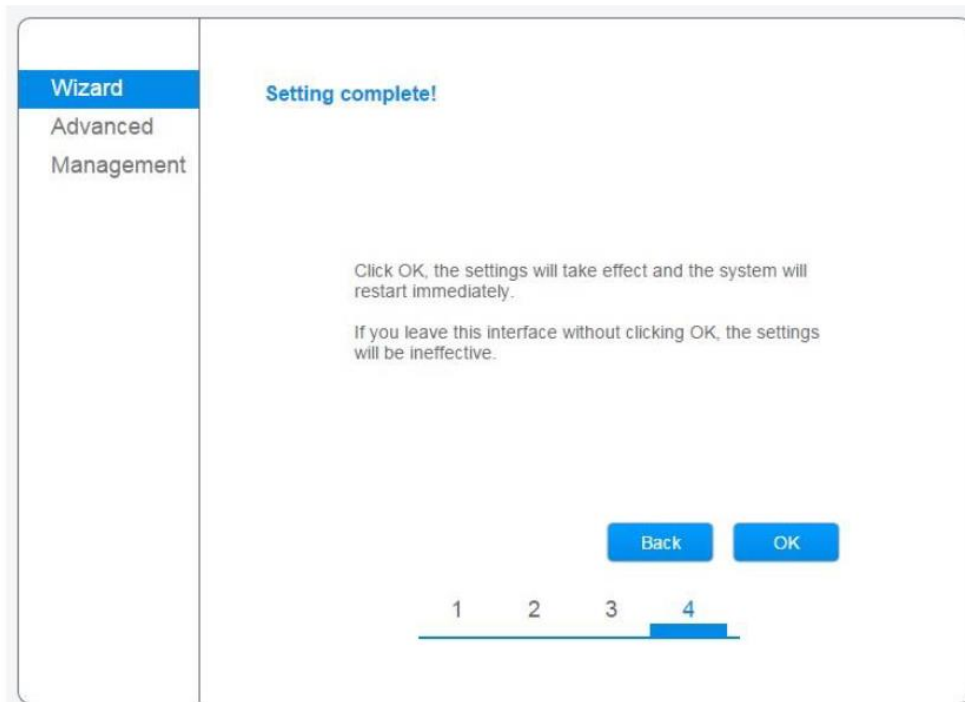 Wizard
Advanced
Management
Setting complete!
Click OK, the settings will take effect and the system will
restart immediately.
If you leave this interface without clicking OK, the settings
will be ineffective.
Back OK
1 2 3 4